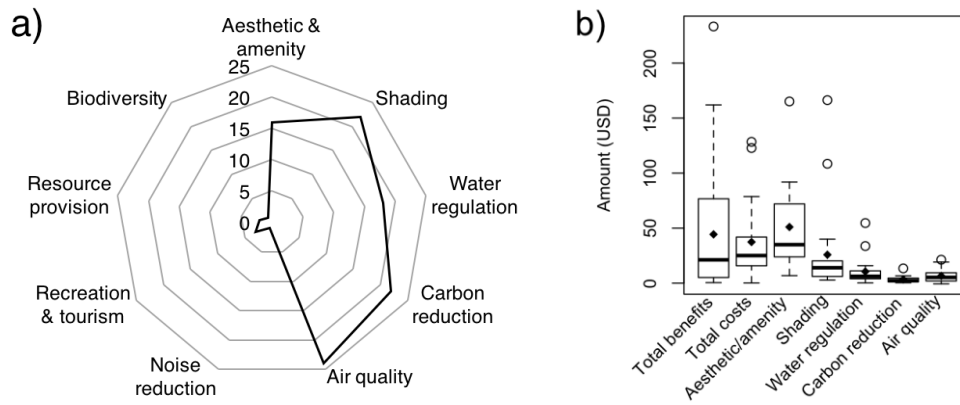 a)
Aesthetic &
amenity
25
20
15
10
5
0
Shading
Water
regulation
Carbon
reduction
Air quality
Noise
reduction
Recreation
& tourism
Resource
provision
Biodiversity
b)
Amount (USD)
200
150
100
50
0
Total benefits
Total costs
Aesthetic/amenity
Shading
Water regulation
Carbon reduction
Air quality